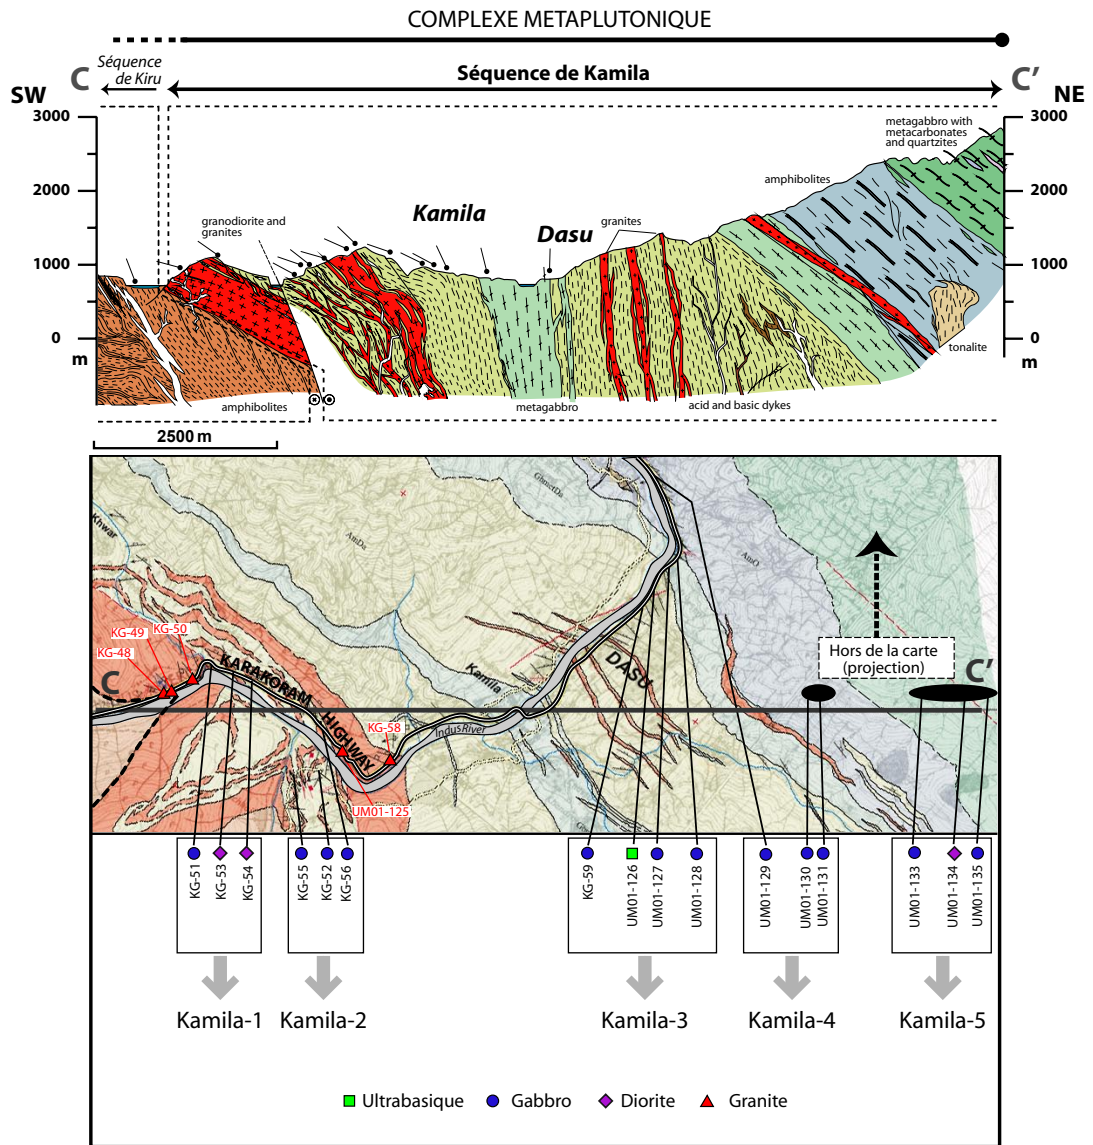 COMPLEXE METAPLUTONIQUE
Séquence
de Kiru
C
Séquence de Kamila
C'
SW
NE
3000
3000
metagabbro with
metacarbonates
and quartzites
amphibolites
2000
2000
granodiorite and
granites
Kamila
granites
Dasu
1000
1000
0
0
m
m
tonalite
amphibolites
metagabbro
acid and basic dykes
2500 m
GbmetDa
Khwar
AmDa
AmO
KG-50
KG-49
KG-48
Hors de la carte
(projection)
C
C'
KARAKORAM
HIGHWAY
Kamila
DASU
KG-58
Indus River
UM01-125
KG-51
KG-53
KG-54
KG-55
KG-52
KG-56
KG-59
UM01-126
UM01-127
UM01-128
UM01-129
UM01-130
UM01-131
UM01-133
UM01-134
UM01-135
Kamila-1
Kamila-2
Kamila-3
Kamila-4
Kamila-5
Ultrabasique
Gabbro
Diorite
Granite